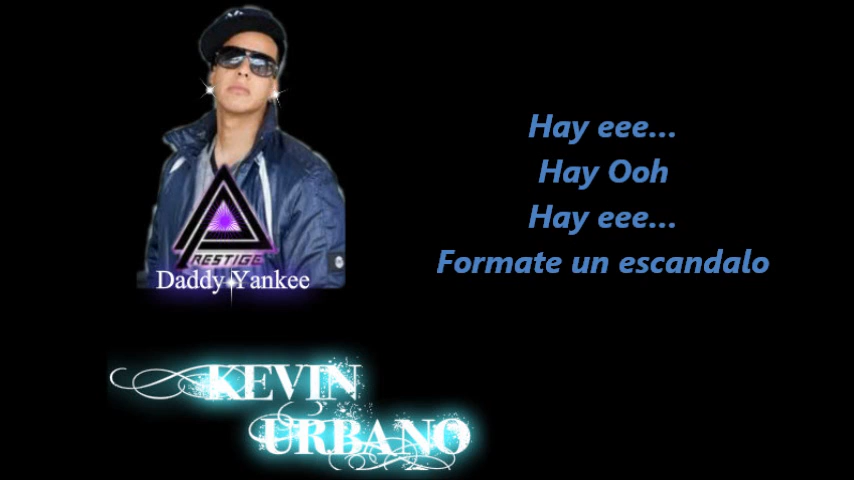 Hay eee...
Hay Ooh
Hay eee...
Formate un escandalo
PRESTIGE
Daddy Yankee
KEVIN
URBANO